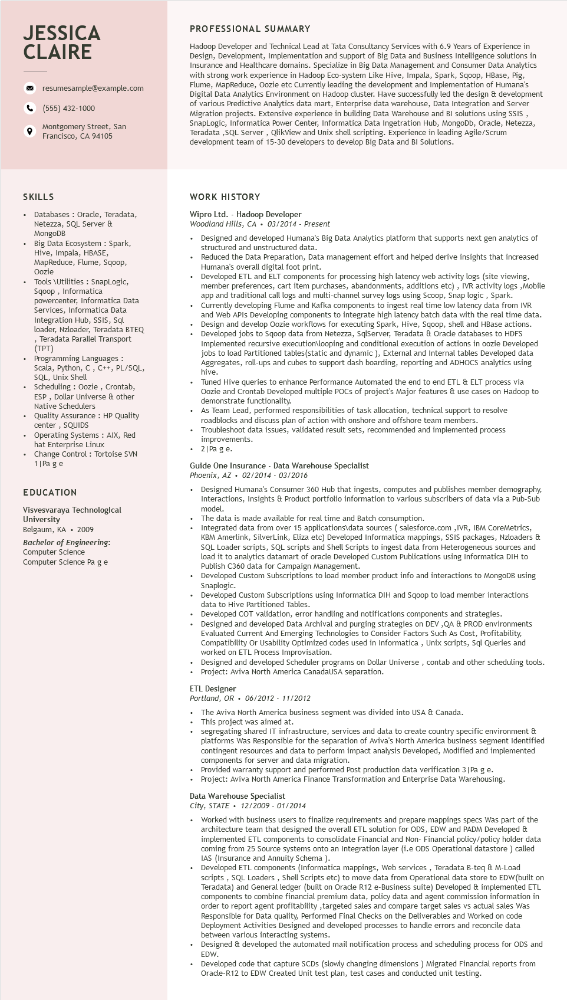 JESSICA
CLAIRE
resumesample@example.com
(555) 432-1000
Montgomery Street, San
Francisco, CA 94105
PROFESSIONAL SUMMARY
Hadoop Developer and Technical Lead at Tata Consultancy Services with 6.9 Years of Experience in
Design, Development, Implementation and support of Big Data and Business Intelligence solutions in
Insurance and Healthcare domains. Specialize in Big Data Management and Consumer Data Analytics
with strong work experience in Hadoop Eco-system Like Hive, Impala, Spark, Sqoop, HBase, Pig,
Flume, MapReduce, Oozie etc Currently leading the development and Implementation of Humana's
Digital Data Analytics Environment on Hadoop cluster. Have successfully led the design & development
of various Predictive Analytics data mart, Enterprise data warehouse, Data Integration and Server
Migration projects. Extensive experience in building Data Warehouse and BI solutions using SSIS ,
SnapLogic, Informatica Power Center, Informatica Data Ingetration Hub, MongoDb, Oracle, Netezza,
Teradata ,SQL Server , QlikView and Unix shell scripting. Experience in leading Agile/Scrum
development team of 15-30 developers to develop Big Data and BI Solutions.
SKILLS
• Databases : Oracle, Teradata,
Netezza, SQL Server &
MongoDB
• Big Data Ecosystem : Spark,
Hive, Impala, HBASE,
MapReduce, Flume, Sqoop,
Oozie
• Tools \Utilities : SnapLogic,
Sqoop , Informatica
powercenter, Informatica Data
Services, Informatica Data
Integration Hub, SSIS, Sql
loader, Nzloader, Teradata BTEQ
, Teradata Parallel Transport
(TPT)
• Programming Languages :
Scala, Python, C , C++, PL/SQL,
SQL, Unix Shell
• Scheduling : Oozie , Crontab,
ESP , Dollar Universe & other
Native Schedulers
• Quality Assurance : HP Quality
center , SQUIDS
• Operating Systems : AIX, Red
hat Enterprise Linux
• Change Control : Tortoise SVN
1|Pa g e
EDUCATION
Visvesvaraya Technological
University
Belgaum, KA • 2009
Bachelor of Engineering:
Computer Science
Computer Science Pa g e
WORK HISTORY
Wipro Ltd. - Hadoop Developer
Woodland Hills, CA • 03/2014 - Present
• Designed and developed Humana's Big Data Analytics platform that supports next gen analytics of
structured and unstructured data.
• Reduced the Data Preparation, Data management effort and helped derive insights that increased
Humana's overall digital foot print.
• Developed ETL and ELT components for processing high latency web activity logs (site viewing,
member preferences, cart item purchases, abandonments, additions etc) , IVR activity logs ,Mobile
app and traditional call logs and multi-channel survey logs using Scoop, Snap logic , Spark.
• Currently developing Flume and Kafka components to ingest real time low latency data from IVR
and Web APIs Developing components to integrate high latency batch data with the real time data.
• Design and develop Oozie workflows for executing Spark, Hive, Sqoop, shell and HBase actions.
• Developed jobs to Sqoop data from Netezza, SqlServer, Teradata & Oracle databases to HDFS
Implemented recursive execution\looping and conditional execution of actions in oozie Developed
jobs to load Partitioned tables(static and dynamic ), External and Internal tables Developed data
Aggregates, roll-ups and cubes to support dash boarding, reporting and ADHOCS analytics using
hive.
• Tuned Hive queries to enhance Performance Automated the end to end ETL & ELT process via
Oozie and Crontab Developed multiple POCs of project's Major features & use cases on Hadoop to
demonstrate functionality.
• As Team Lead, performed responsibilities of task allocation, technical support to resolve
roadblocks and discuss plan of action with onshore and offshore team members.
• Troubleshoot data issues, validated result sets, recommended and implemented process
improvements.
• 2|Pa g e.
Guide One Insurance - Data Warehouse Specialist
Phoenix, AZ • 02/2014 - 03/2016
• Designed Humana's Consumer 360 Hub that ingests, computes and publishes member demography,
Interactions, Insights & Product portfolio information to various subscribers of data via a Pub-Sub
model.
• The data is made available for real time and Batch consumption.
• Integrated data from over 15 applications\data sources ( salesforce.com ,IVR, IBM CoreMetrics,
KBM Amerlink, SilverLink, Eliza etc) Developed Informatica mappings, SSIS packages, Nzloaders &
SQL Loader scripts, SQL scripts and Shell Scripts to ingest data from Heterogeneous sources and
load it to analytics datamart of oracle Developed Custom Publications using Informatica DIH to
Publish C360 data for Campaign Management.
• Developed Custom Subscriptions to load member product info and interactions to MongoDB using
Snaplogic.
• Developed Custom Subscriptions using Informatica DIH and Sqoop to load member interactions
data to Hive Partitioned Tables.
• Developed COT validation, error handling and notifications components and strategies.
• Designed and developed Data Archival and purging strategies on DEV ,QA & PROD environments
Evaluated Current And Emerging Technologies to Consider Factors Such As Cost, Profitability,
Compatibility Or Usability Optimized codes used in Informatica , Unix scripts, Sql Queries and
worked on ETL Process Improvisation.
• Designed and developed Scheduler programs on Dollar Universe , contab and other scheduling tools.
• Project: Aviva North America CanadaUSA separation.
ETL Designer
Portland, OR • 06/2012 - 11/2012
• The Aviva North America business segment was divided into USA & Canada.
• This project was aimed at.
• segregating shared IT infrastructure, services and data to create country specific environment &
platforms Was Responsible for the separation of Aviva's North America business segment Identified
contingent resources and data to perform impact analysis Developed, Modified and implemented
components for server and data migration.
• Provided warranty support and performed Post production data verification 3|Pa g e.
• Project: Aviva North America Finance Transformation and Enterprise Data Warehousing.
Data Warehouse Specialist
City, STATE • 12/2009 - 01/2014
• Worked with business users to finalize requirements and prepare mappings specs Was part of the
architecture team that designed the overall ETL solution for ODS, EDW and PADM Developed &
implemented ETL components to consolidate Financial and Non- Financial policy/policy holder data
coming from 25 Source systems onto an Integration layer (i.e ODS Operational datastore ) called
IAS (Insurance and Annuity Schema ).
• Developed ETL components (Informatica mappings, Web services , Teradata B-teq & M-Load
scripts , SQL Loaders , Shell Scripts etc) to move data from Operational data store to EDW(built on
Teradata) and General ledger (built on Oracle R12 e-Business suite) Developed & implemented ETL
components to combine financial premium data, policy data and agent commission information in
order to report agent profitability ,targeted sales and compare target sales vs actual sales Was
Responsible for Data quality, Performed Final Checks on the Deliverables and Worked on code
Deployment Activities Designed and developed processes to handle errors and reconcile data
between various interacting systems.
• Designed & developed the automated mail notification process and scheduling process for ODS and
EDW.
• Developed code that capture SCDs (slowly changing dimensions ) Migrated Financial reports from
Oracle-R12 to EDW Created Unit test plan, test cases and conducted unit testing.